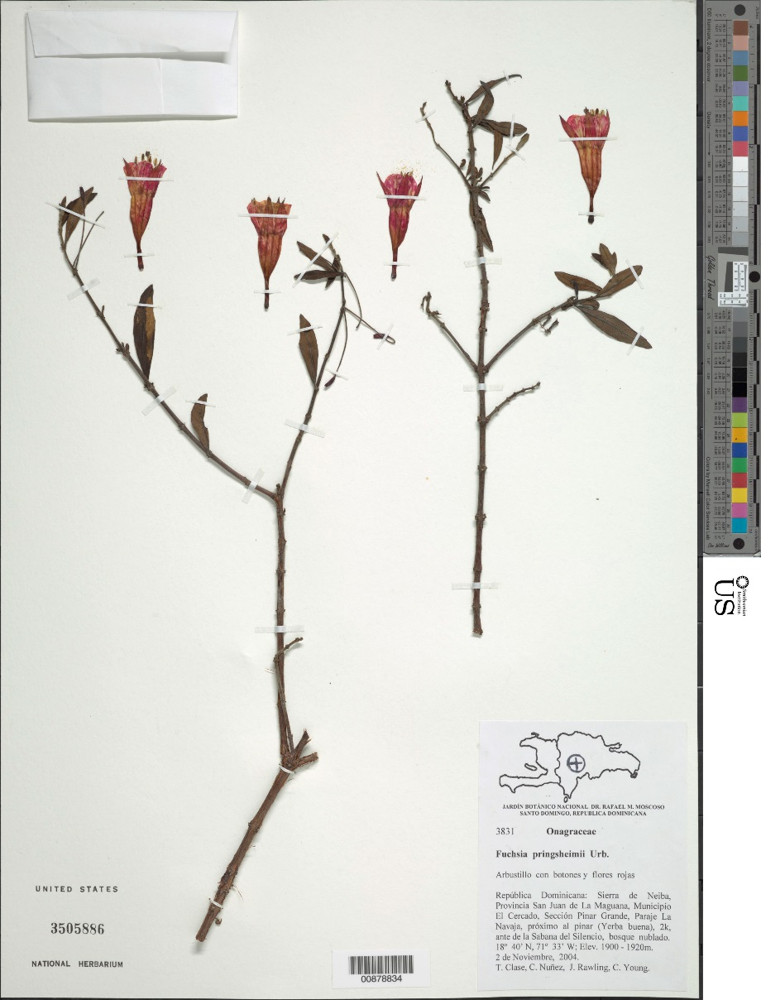 Golden Thread
Smithsonian
Institution
US
JARDÍN BOTÁNICO NACIONAL DR. RAFAEL M. MOSCOSO
SANTO DOMINGO, REPUBLICA DOMINICANA
3831 Onagraceae
Fuchsia pringsheimii Urb.
Arbustillo con botones y flores rojas
República Dominicana: Sierra de Neiba,
Provincia San Juan de La Maguana, Municipio
El Cercado, Sección Pinar Grande, Paraje La
Navaja, próximo al pinar (Yerba buena), 2k,
ante de la Sabana del Silencio, bosque nublado.
18° 40' N, 71° 33' W; Elev. 1900 - 1920m.
2 de Noviembre, 2004.
T. Clase, C. Nuñez, J. Rawling, C. Young.
UNITED STATES
3505886
NATIONAL HERBARIUM
00878834